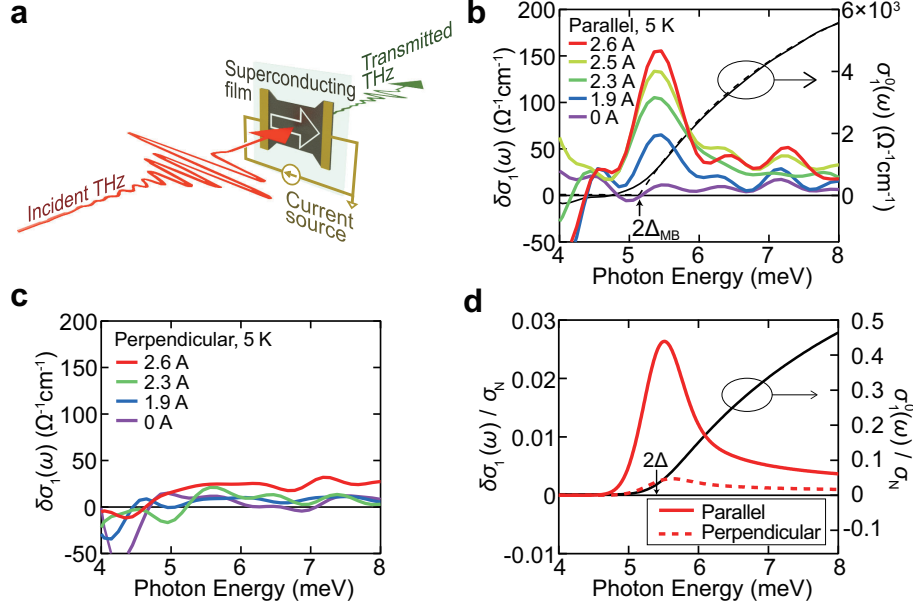 a
Incident THz
Superconducting
film
Transmitted
THz
Current
source
b
Parallel, 5 K
2.6 A
2.5 A
2.3 A
1.9 A
0 A
2Δ_MB
200
150
100
50
0
-50
4
5
6
7
8
6×10³
4
2
0
δσ₁(ω) (Ω⁻¹cm⁻¹)
σ₁⁰(ω) (Ω⁻¹cm⁻¹)
Photon Energy (meV)
c
Perpendicular, 5 K
2.6 A
2.3 A
1.9 A
0 A
200
150
100
50
0
-50
4
5
6
7
8
δσ₁(ω) (Ω⁻¹cm⁻¹)
Photon Energy (meV)
d
2Δ
Parallel
Perpendicular
0.03
0.02
0.01
0
-0.01
4
5
6
7
8
0.5
0.4
0.3
0.2
0.1
0
-0.1
δσ₁(ω) / σ_N
σ₁⁰(ω) / σ_N
Photon Energy (meV)